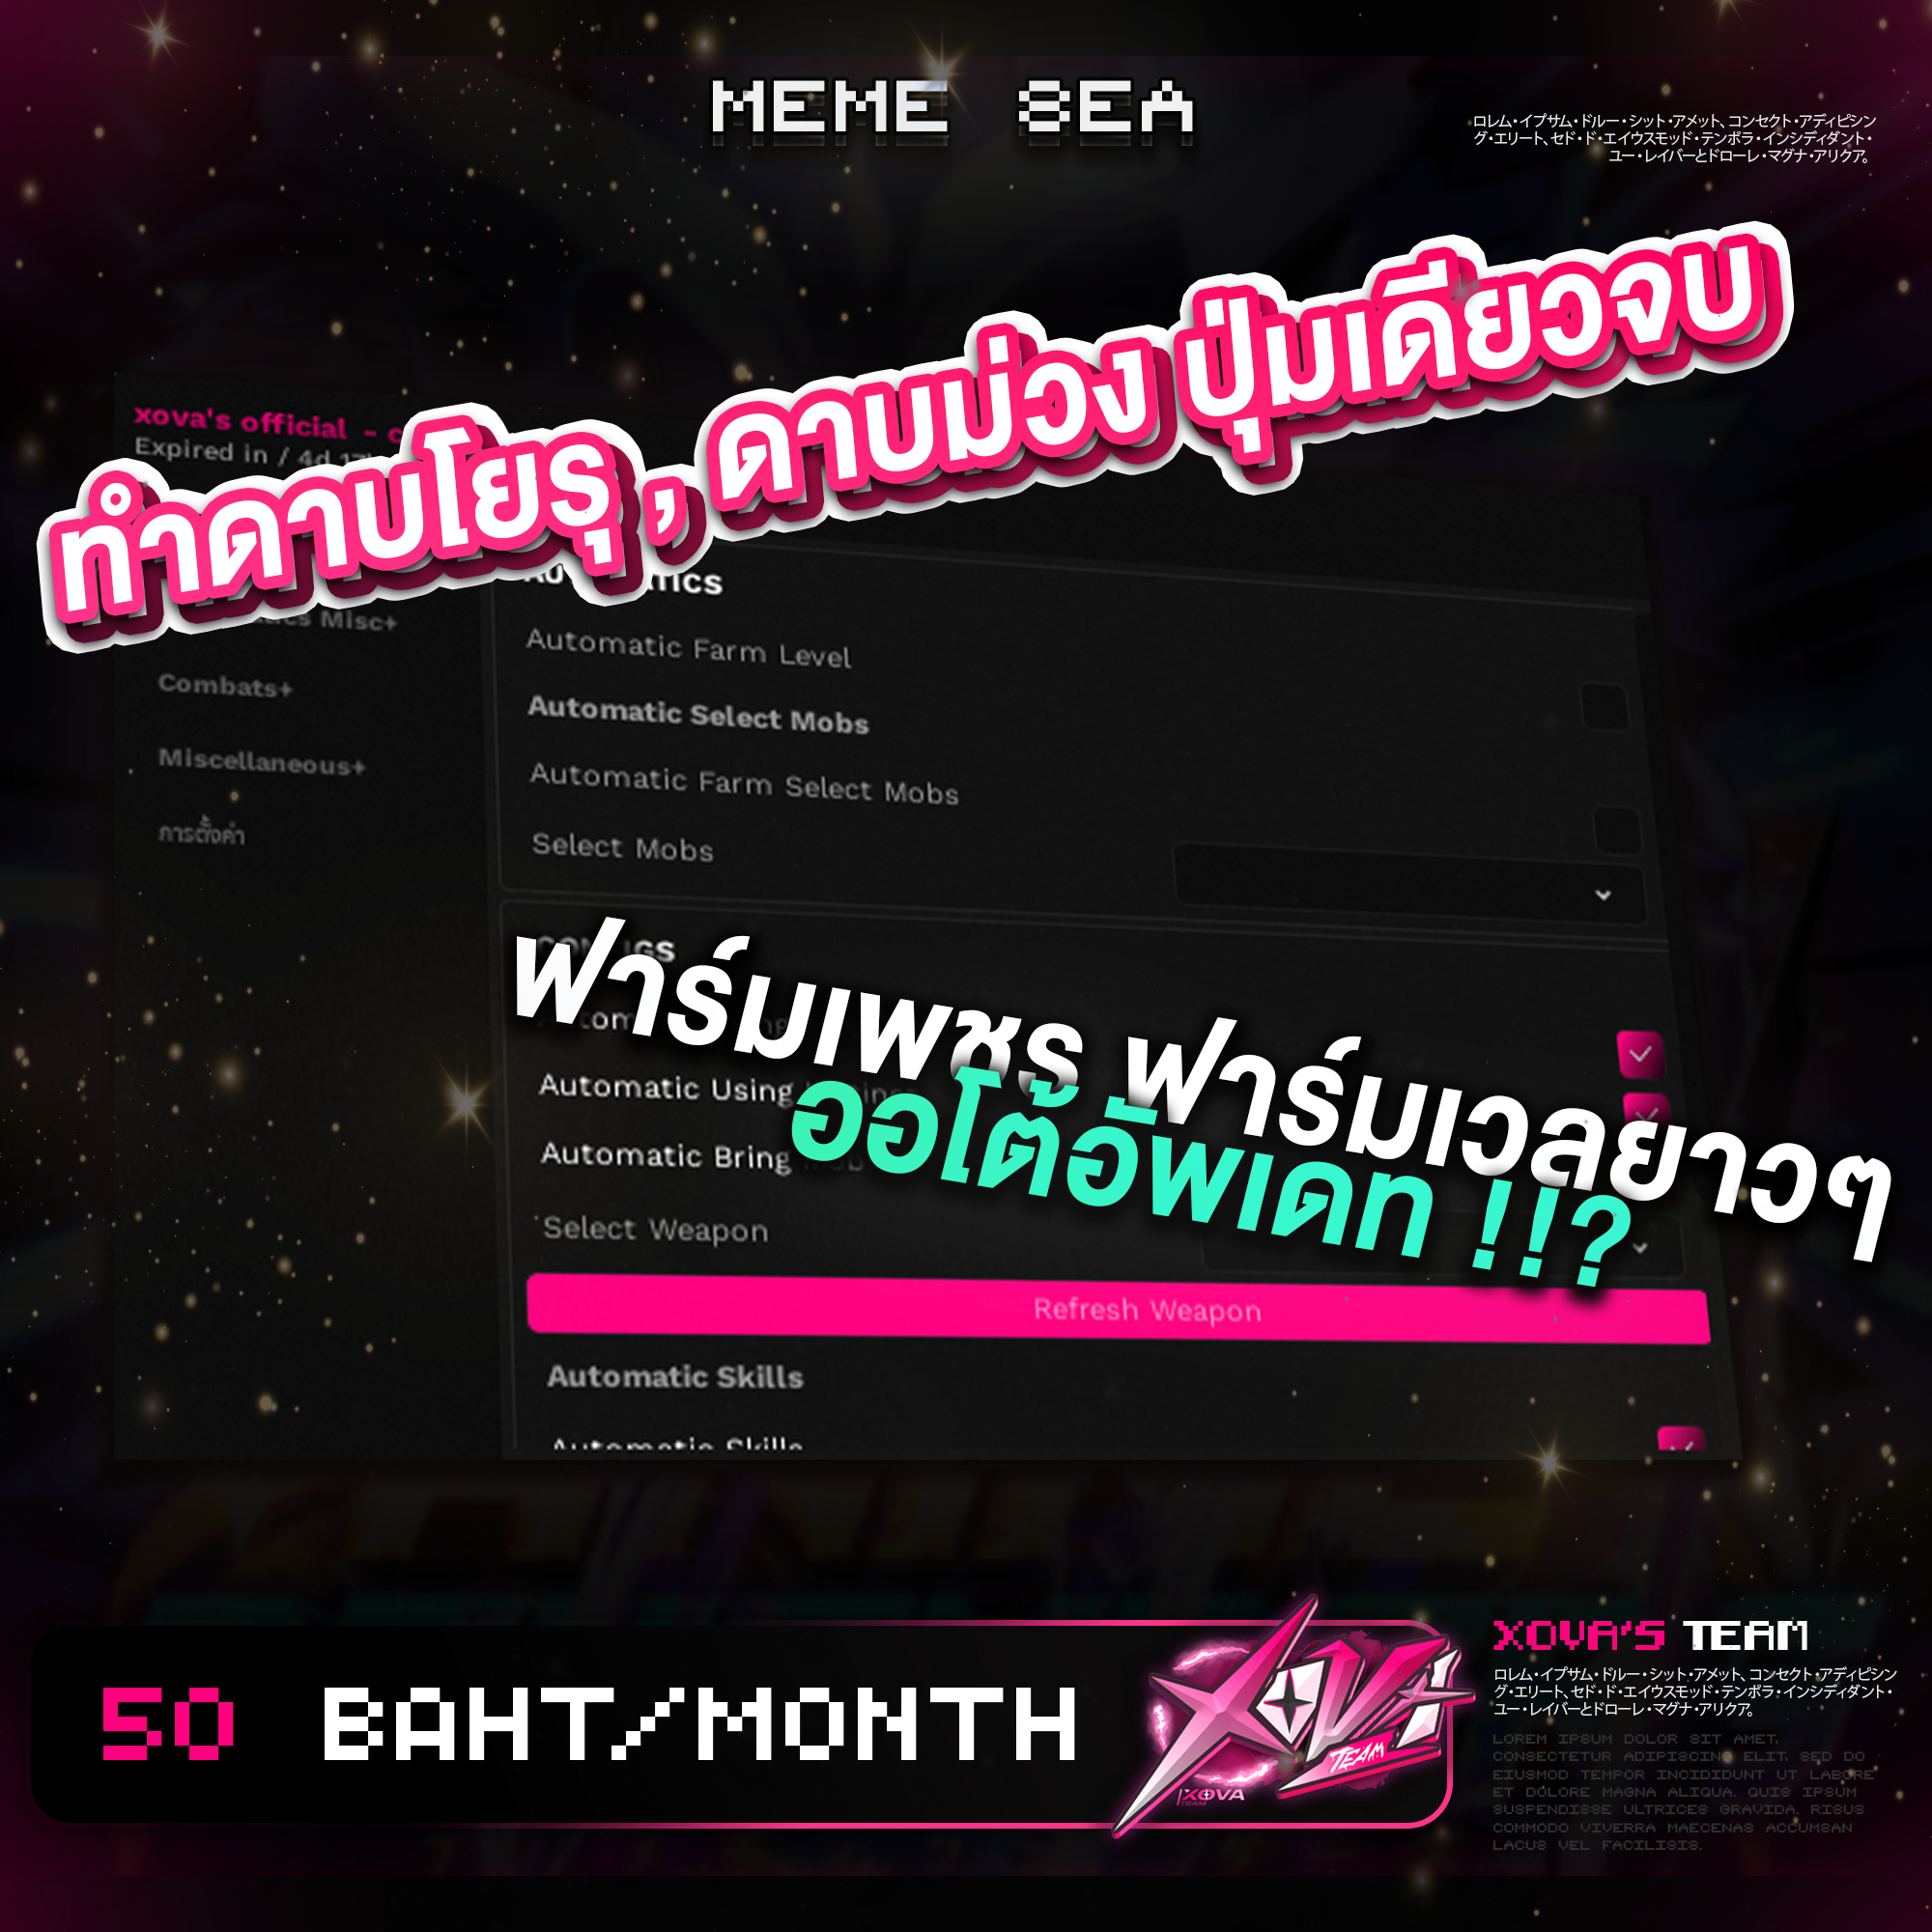 MEME SEA
ロレム・イプサム・ドルー・シット・アメット、コンセクト・アディピシン
グ・エリート、セド・ド・エイウスモッド・テンポラ・インシディダント・
ユー・レイバーとドローレ・マグナ・アリクア。
ทำดาบโยรุ , ดาบม่วง ปุ่มเดียวจบ
xova's official -
Expired in / 4d
Misc+
Combats+
Miscellaneous+
การตั้งค่า
Automatic Farm Level
Automatic Select Mobs
Automatic Farm Select Mobs
Select Mobs
ฟาร์มเพชร ฟาร์มเวลยาวๆ
ออโต้อัพเดท !!?
Automatic Using
Automatic Bring
Select Weapon
Refresh Weapon
Automatic Skills
Automatic Skills
50 BAHT/MONTH
XOVA
TEAM
XOVA
TEAM
XOVA'S TEAM
ロレム・イプサム・ドルー・シット・アメット、コンセクト・アディピシン
グ・エリート、セド・ド・エイウスモッド・テンポラ・インシディダント・
ユー・レイバーとドローレ・マグナ・アリクア。
LOREM IPSUM DOLOR SIT AMET,
CONSECTETUR ADIPISCING ELIT, SED DO
EIUSMOD TEMPOR INCIDIDUNT UT LABORE
ET DOLORE MAGNA ALIQUA. QUIS IPSUM
SUSPENDISSE ULTRICES GRAVIDA. RISUS
COMMODO VIVERRA MAECENAS ACCUMSAN
LACUS VEL FACILISIS.